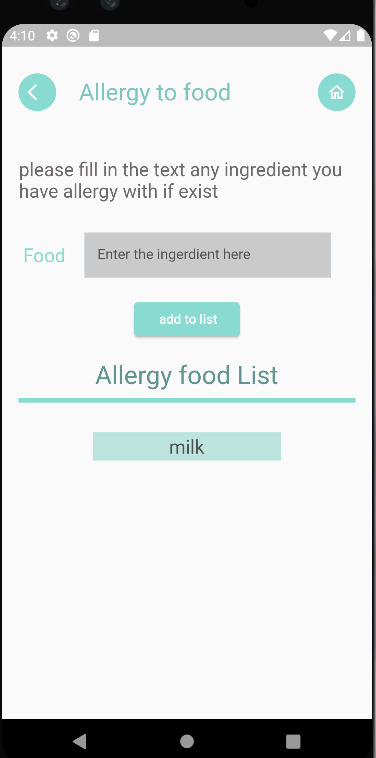 4:10
Allergy to food
please fill in the text any ingredient you
have allergy with if exist
Food
Enter the ingerdient here
add to list
Allergy food List
milk